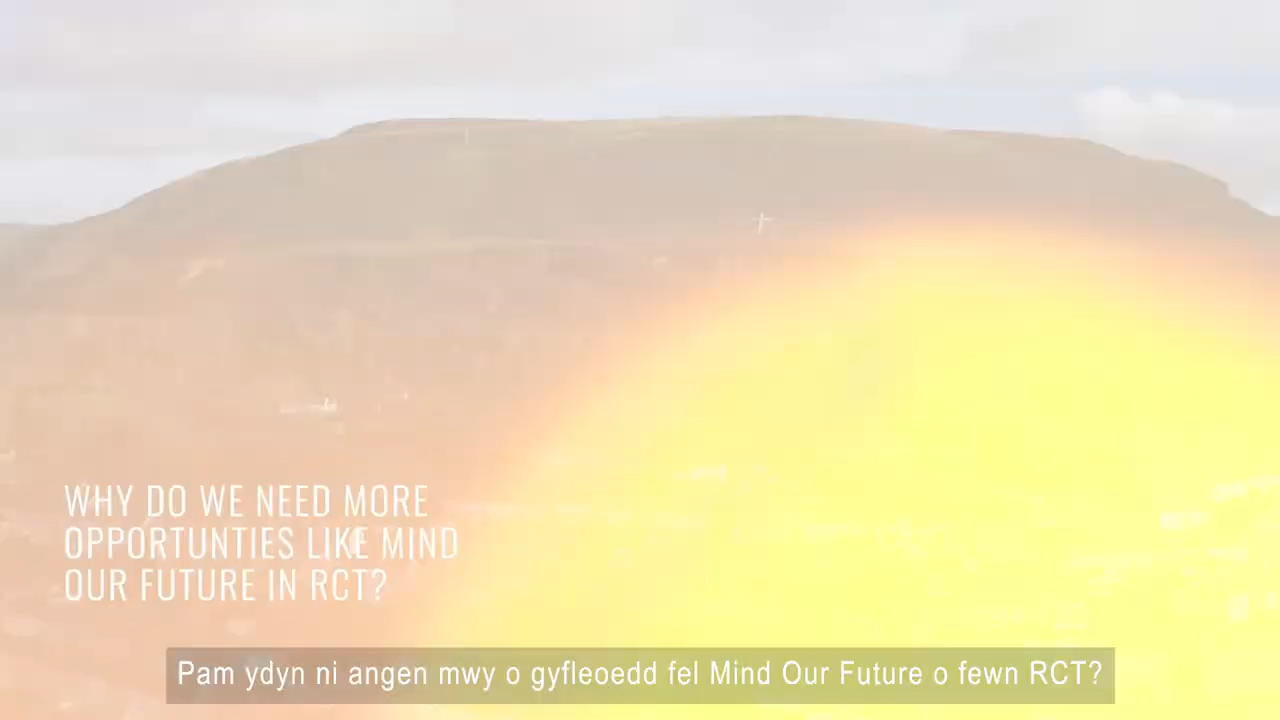 WHY DO WE NEED MORE
OPPORTUNTIES LIKE MIND
OUR FUTURE IN RCT?
Pam ydyn ni angen mwy o gyfleoedd fel Mind Our Future o fewn RCT?